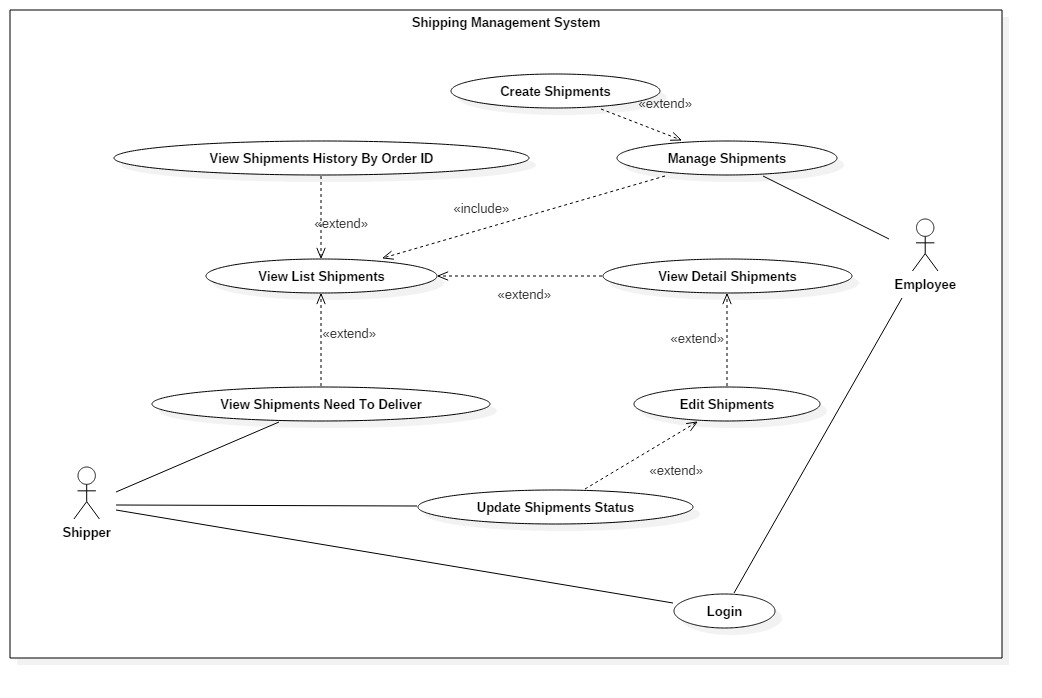 Shipping Management System
Create Shipments
«extend»
View Shipments History By Order ID
Manage Shipments
«include»
«extend»
View List Shipments
View Detail Shipments
Employee
«extend»
«extend»
«extend»
View Shipments Need To Deliver
Edit Shipments
«extend»
Update Shipments Status
Shipper
Login